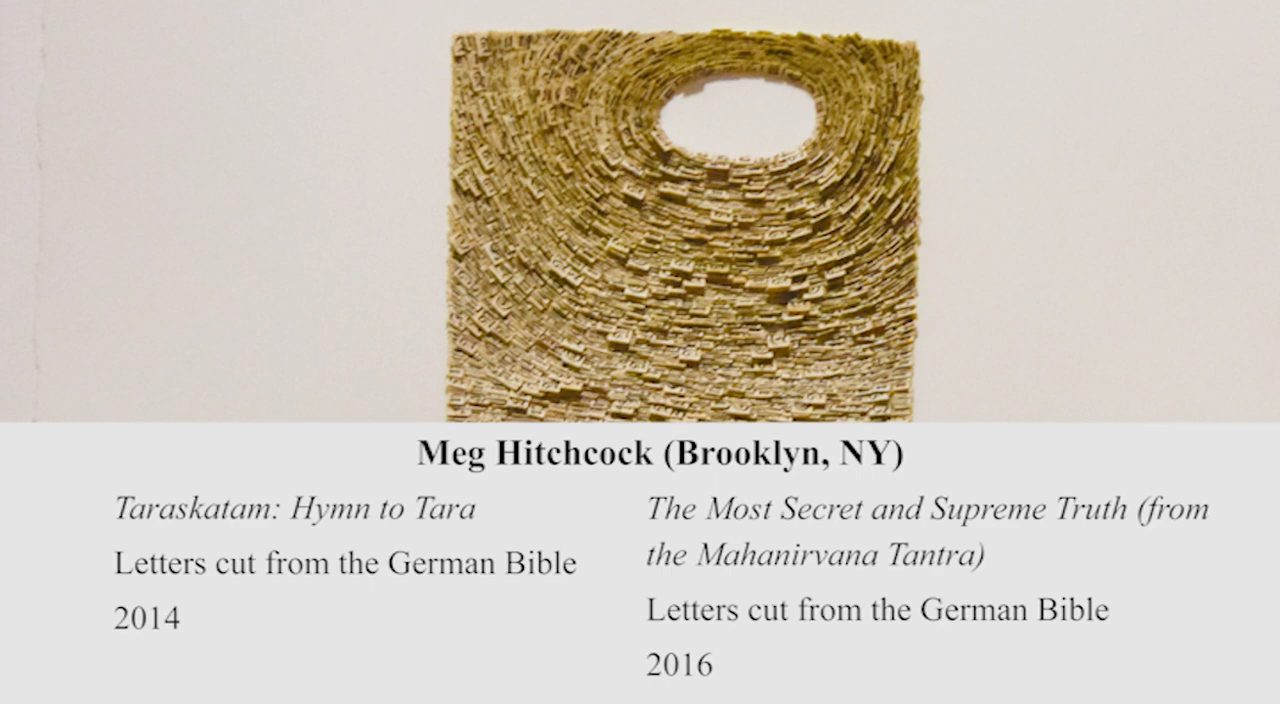 Meg Hitchcock (Brooklyn, NY)
Taraskatam: Hymn to Tara
Letters cut from the German Bible
2014
The Most Secret and Supreme Truth (from
the Mahanirvana Tantra)
Letters cut from the German Bible
2016